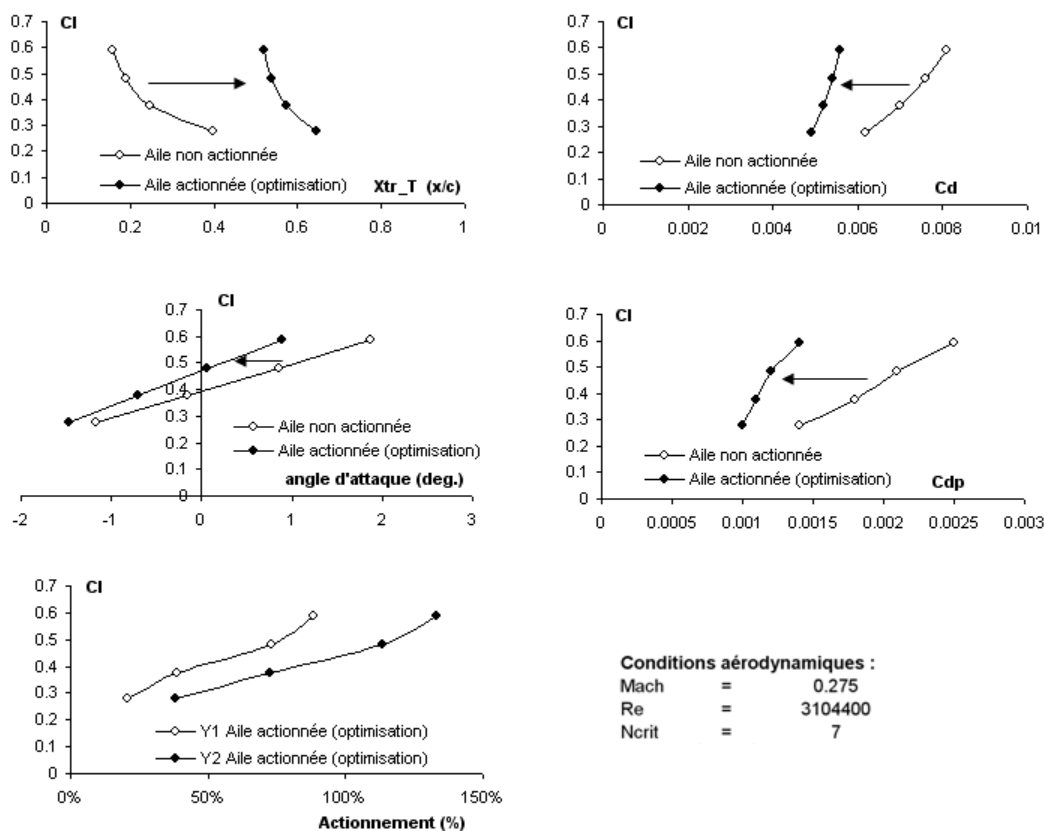 Cl
0.7
0.6
0.5
0.4
0.3
0.2
0.1
0
Aile non actionnée
Aile actionnée (optimisation)
Xtr_T (x/c)
0 0.2 0.4 0.6 0.8 1
Cl
0.7
0.6
0.5
0.4
0.3
0.2
0.1
0
Aile non actionnée
Aile actionnée (optimisation)
Cd
0 0.002 0.004 0.006 0.008 0.01
Cl
0.7
0.6
0.5
0.4
0.3
0.2
0.1
0
Aile non actionnée
Aile actionnée (optimisation)
angle d'attaque (deg.)
-2 -1 0 1 2 3
Cl
0.7
0.6
0.5
0.4
0.3
0.2
0.1
0
Aile non actionnée
Aile actionnée (optimisation)
Cdp
0 0.0005 0.001 0.0015 0.002 0.0025 0.003
Cl
0.7
0.6
0.5
0.4
0.3
0.2
0.1
0
Y1 Aile actionnée (optimisation)
Y2 Aile actionnée (optimisation)
0% 50% 100% 150%
Actionnement (%)
Conditions aérodynamiques :
Mach = 0.275
Re = 3104400
Ncrit = 7